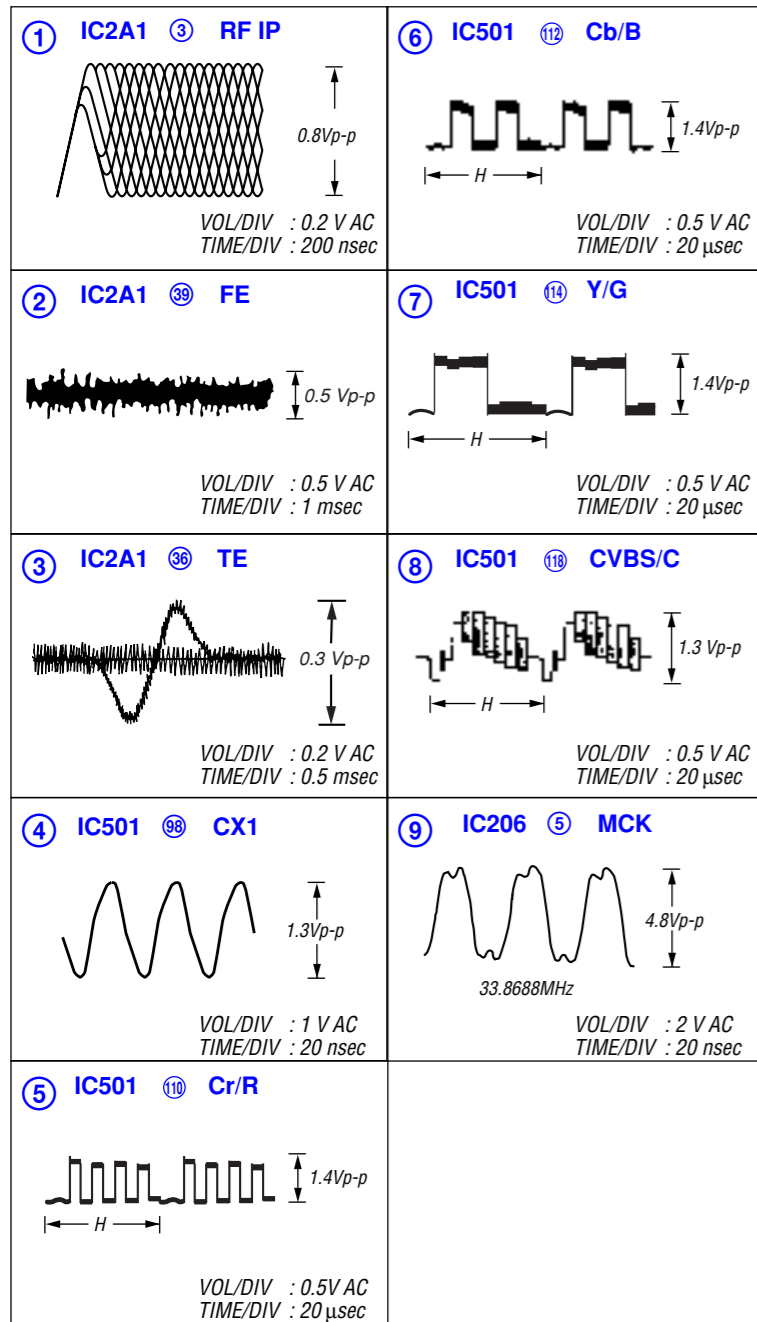 ① IC2A1 ③ RF IP
0.8Vp-p
VOL/DIV : 0.2 V AC
TIME/DIV : 200 nsec
② IC2A1 ㊴ FE
0.5 Vp-p
VOL/DIV : 0.5 V AC
TIME/DIV : 1 msec
③ IC2A1 ㊱ TE
0.3 Vp-p
VOL/DIV : 0.2 V AC
TIME/DIV : 0.5 msec
④ IC501 98 CX1
1.3Vp-p
VOL/DIV : 1 V AC
TIME/DIV : 20 nsec
⑤ IC501 110 Cr/R
1.4Vp-p
H
VOL/DIV : 0.5V AC
TIME/DIV : 20 µsec
⑥ IC501 112 Cb/B
1.4Vp-p
H
VOL/DIV : 0.5 V AC
TIME/DIV : 20 µsec
⑦ IC501 114 Y/G
1.4Vp-p
H
VOL/DIV : 0.5 V AC
TIME/DIV : 20 µsec
⑧ IC501 118 CVBS/C
1.3 Vp-p
H
VOL/DIV : 0.5 V AC
TIME/DIV : 20 µsec
⑨ IC206 ⑤ MCK
4.8Vp-p
33.8688MHz
VOL/DIV : 2 V AC
TIME/DIV : 20 nsec